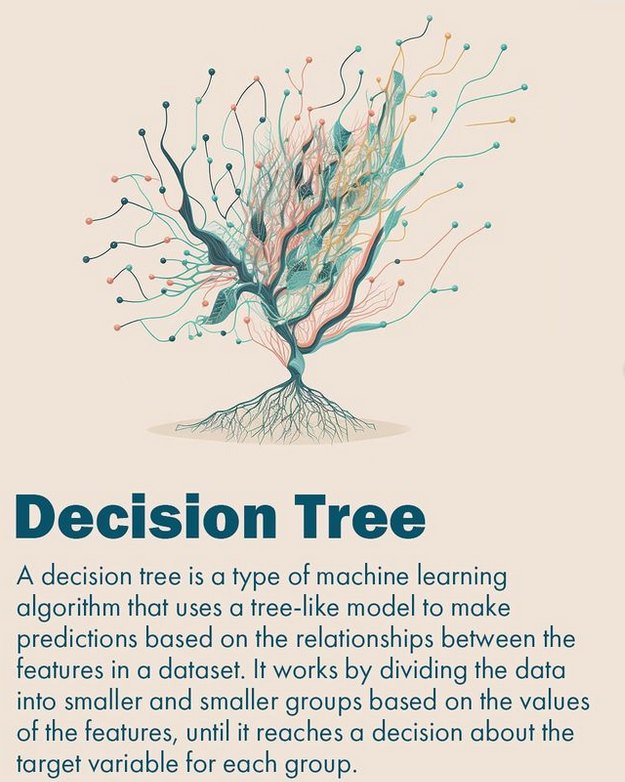 Decision Tree
A decision tree is a type of machine learning
algorithm that uses a tree-like model to make
predictions based on the relationships between the
features in a dataset. It works by dividing the data
into smaller and smaller groups based on the values
of the features, until it reaches a decision about the
target variable for each group.